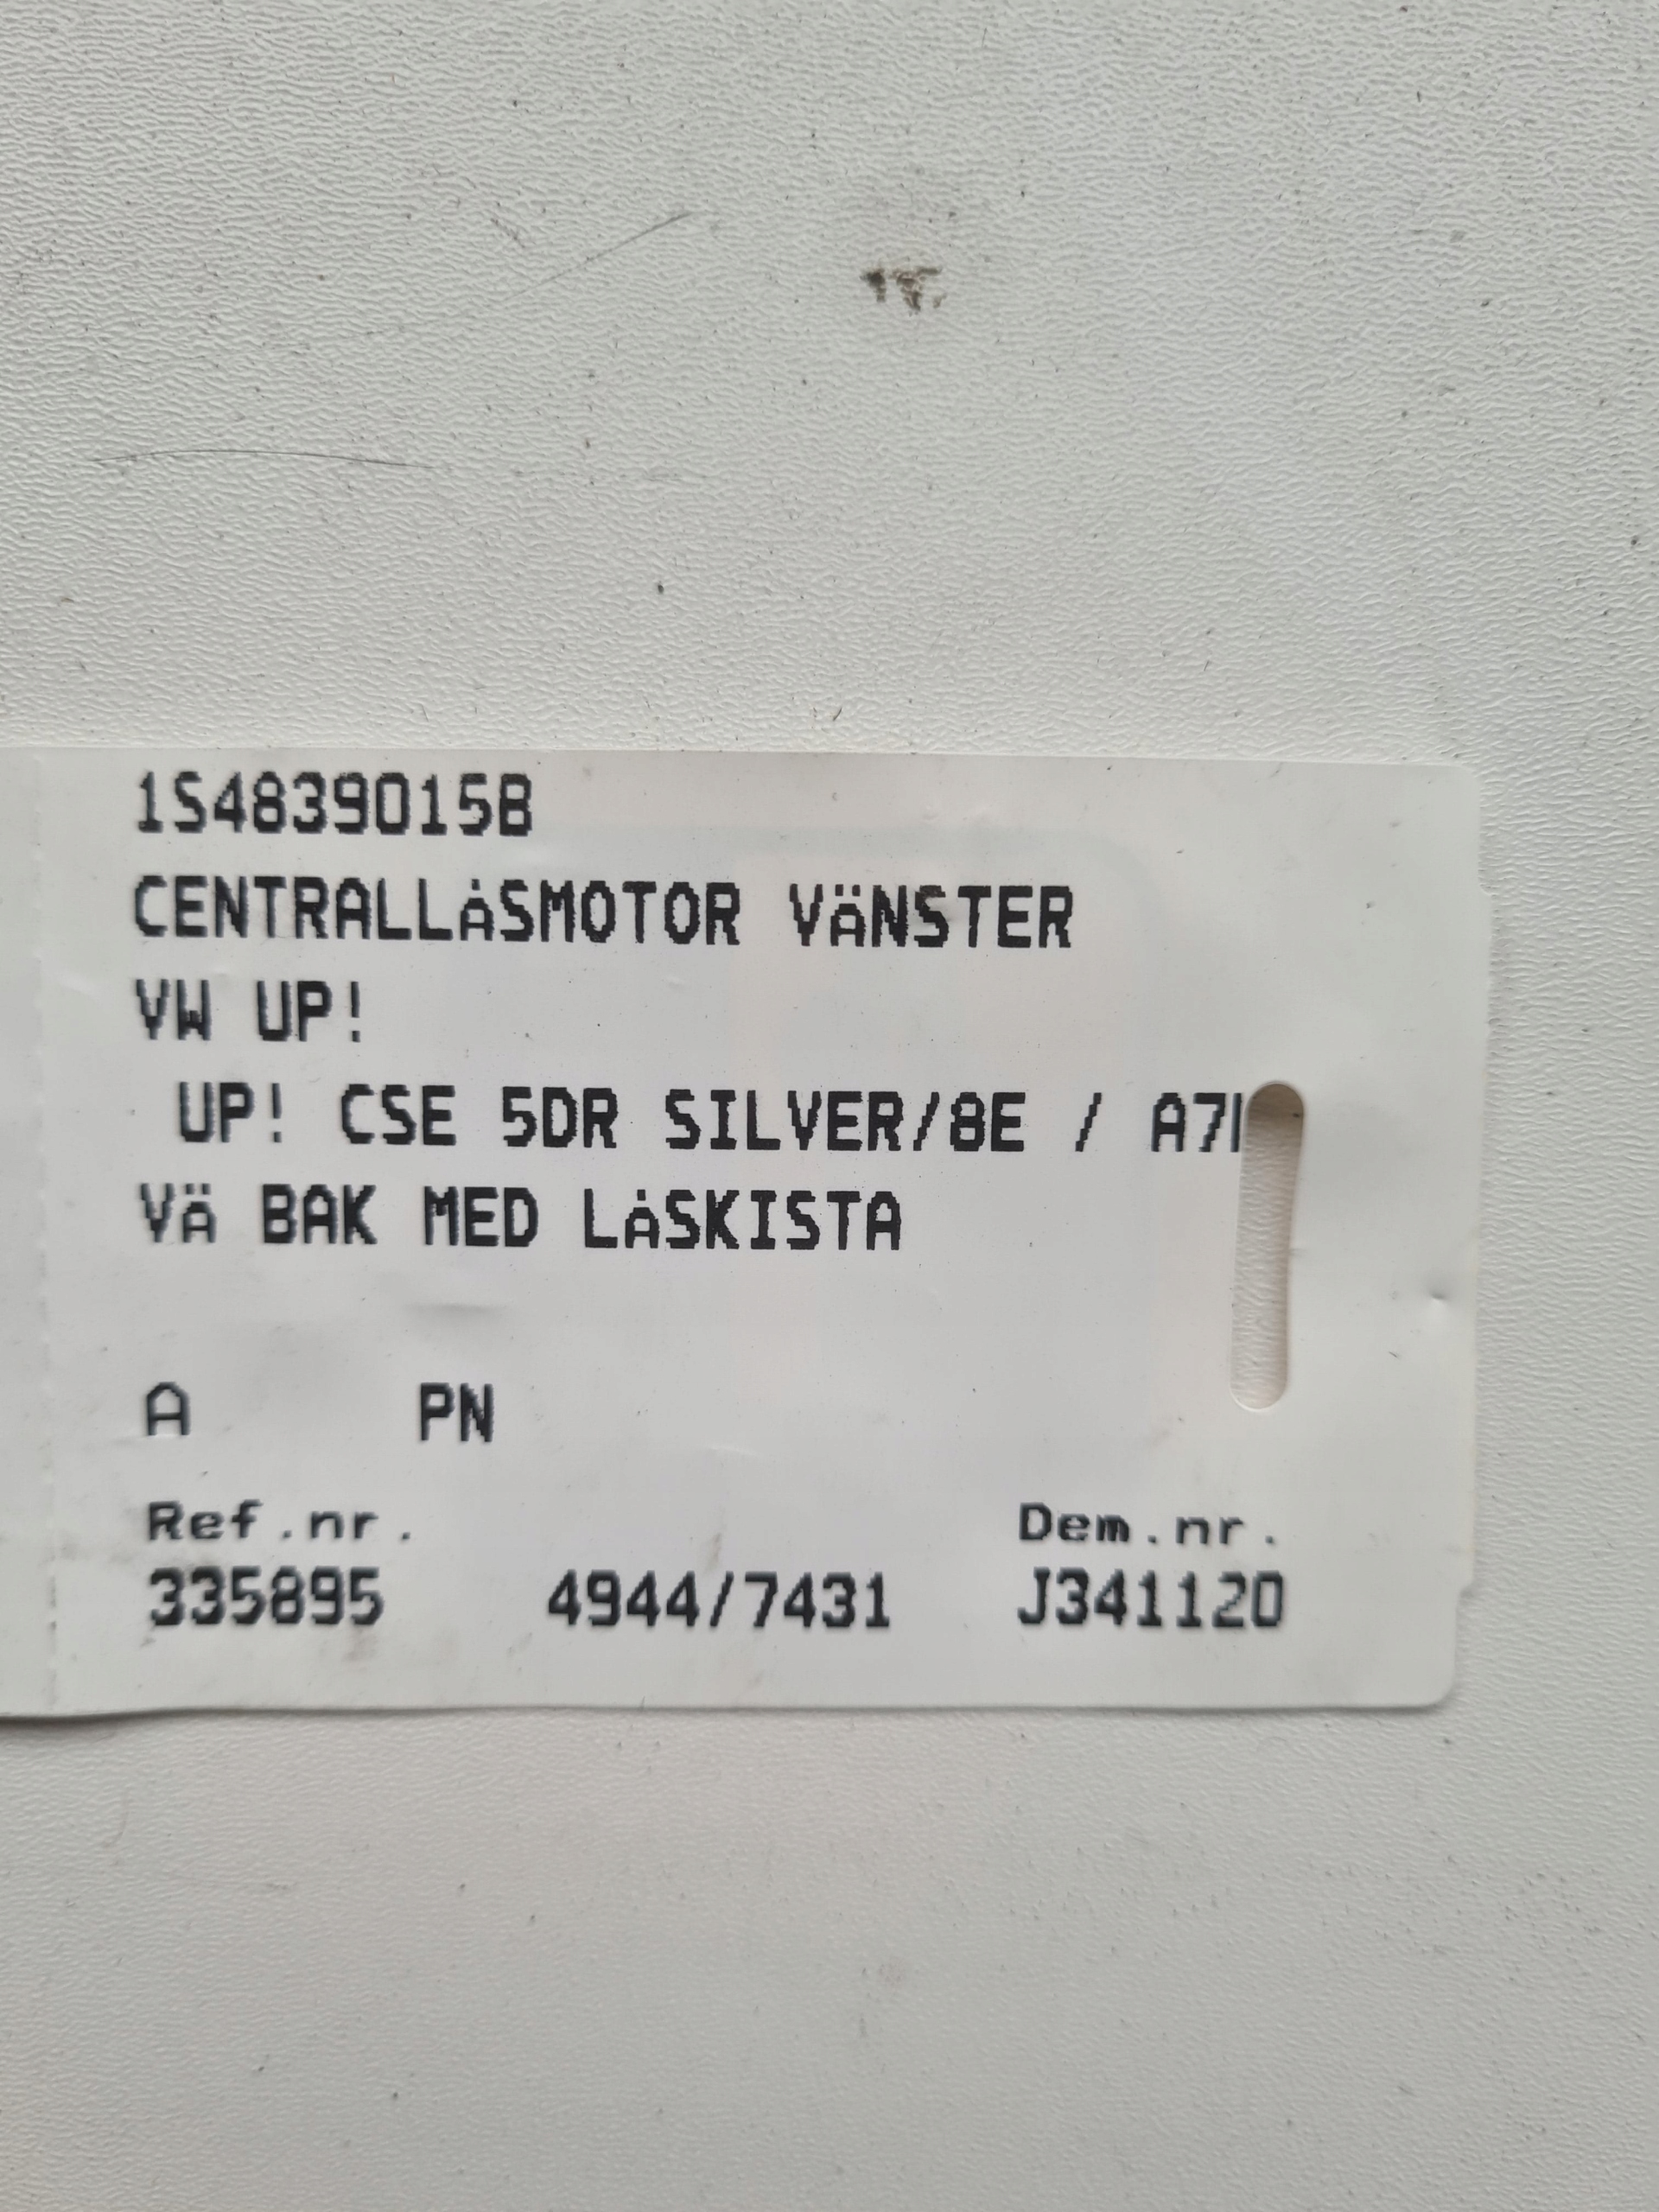 1S4839015B
CENTRALLÅSMOTOR VÄNSTER
VW UP!
UP! CSE 5DR SILVER/8E / A7
VÄ BAK MED LÅSKISTA
A PN
Ref.nr. Dem.nr.
335895 4944/7431 J341120